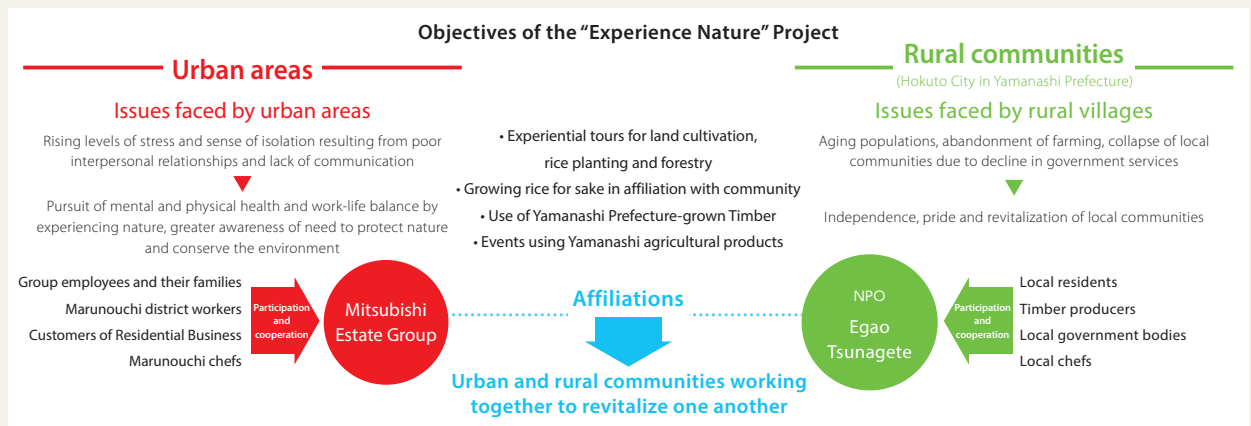 Objectives of the “Experience Nature” Project
Urban areas
Issues faced by urban areas
Rising levels of stress and sense of isolation resulting from poor
interpersonal relationships and lack of communication
Pursuit of mental and physical health and work-life balance by
experiencing nature, greater awareness of need to protect nature
and conserve the environment
Group employees and their families
Marunouchi district workers
Customers of Residential Business
Marunouchi chefs
Participation
and
cooperation
Mitsubishi
Estate Group
• Experiential tours for land cultivation,
rice planting and forestry
• Growing rice for sake in affiliation with community
• Use of Yamanashi Prefecture-grown Timber
• Events using Yamanashi agricultural products
Affiliations
Urban and rural communities working
together to revitalize one another
Rural communities
(Hokuto City in Yamanashi Prefecture)
Issues faced by rural villages
Aging populations, abandonment of farming, collapse of local
communities due to decline in government services
Independence, pride and revitalization of local communities
NPO
Egao
Tsunagete
Participation
and
cooperation
Local residents
Timber producers
Local government bodies
Local chefs